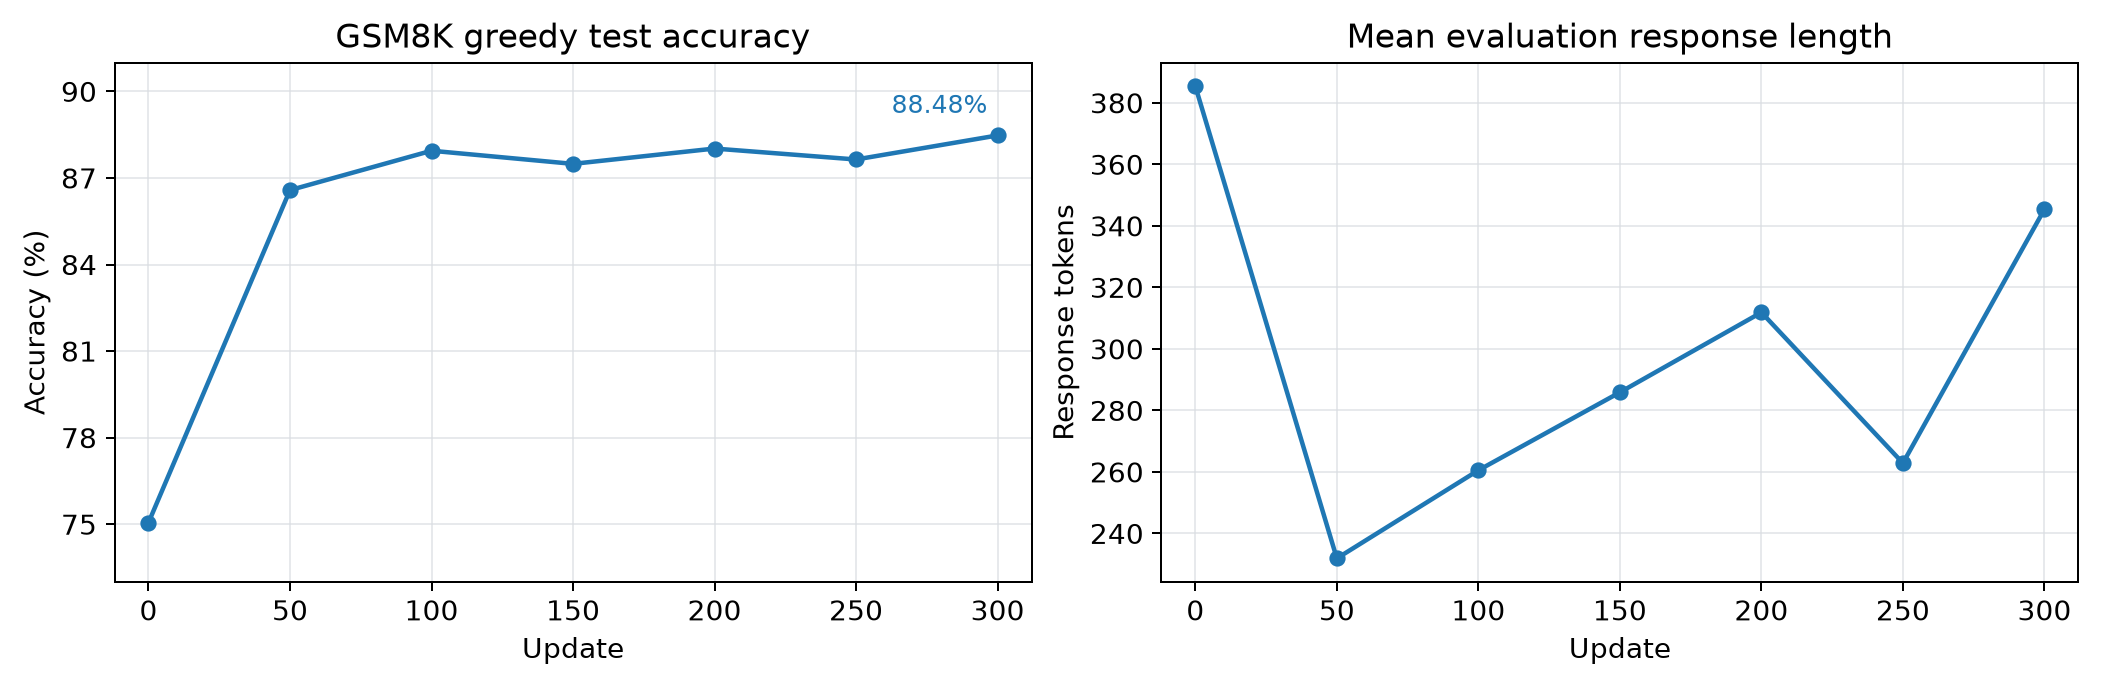 GSM8K greedy test accuracy
90
87
84
81
78
75
Accuracy (%)
88.48%
0 50 100 150 200 250 300
Update
Mean evaluation response length
380
360
340
320
300
280
260
240
Response tokens
0 50 100 150 200 250 300
Update